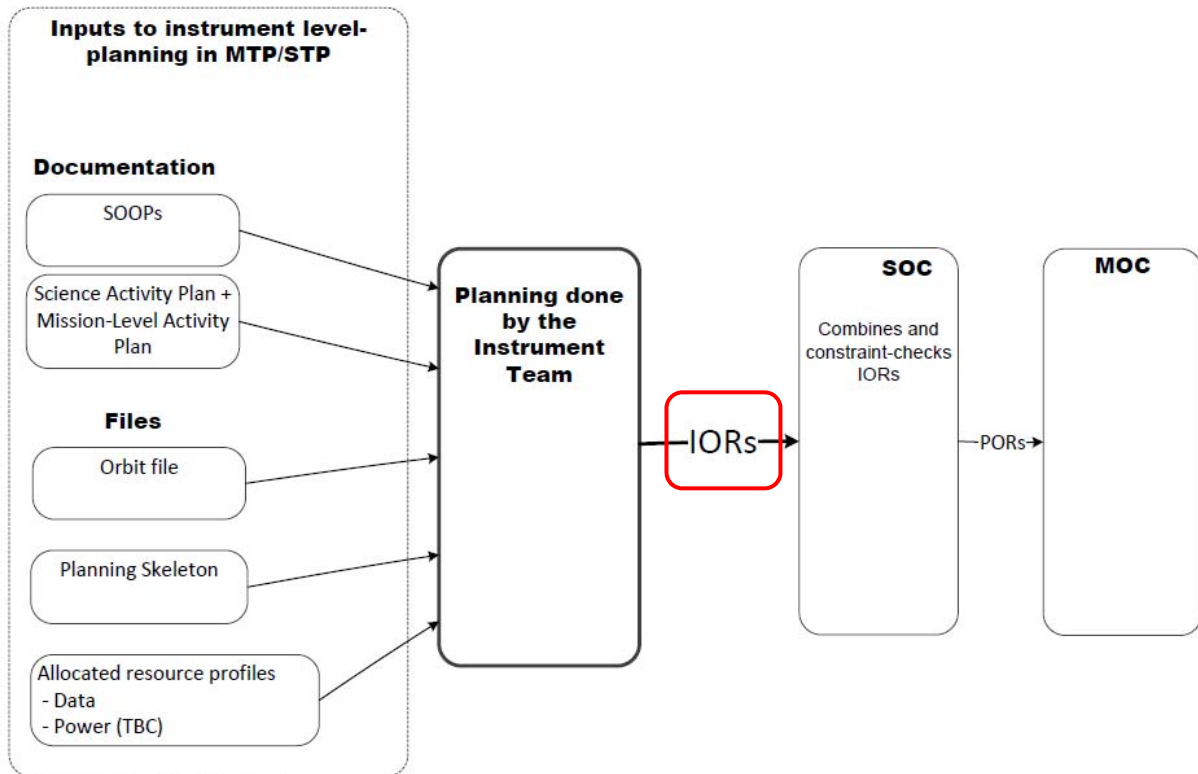 Inputs to instrument level-
planning in MTP/STP
Documentation
SOOPs
Science Activity Plan +
Mission-Level Activity
Plan
Files
Orbit file
Planning Skeleton
Allocated resource profiles
- Data
- Power (TBC)
Planning done
by the
Instrument
Team
IORs
SOC
Combines and
constraint-checks
IORs
PORs
MOC